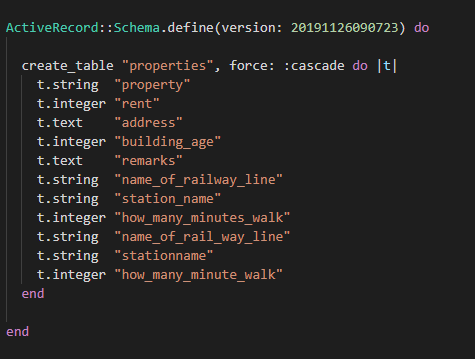 ActiveRecord::Schema.define(version: 20191126090723) do
create_table "properties", force: :cascade do |t|
t.string "property"
t.integer "rent"
t.text "address"
t.integer "building_age"
t.text "remarks"
t.string "name_of_railway_line"
t.string "station_name"
t.integer "how_many_minutes_walk"
t.string "name_of_rail_way_line"
t.string "stationname"
t.integer "how_many_minute_walk"
end
end